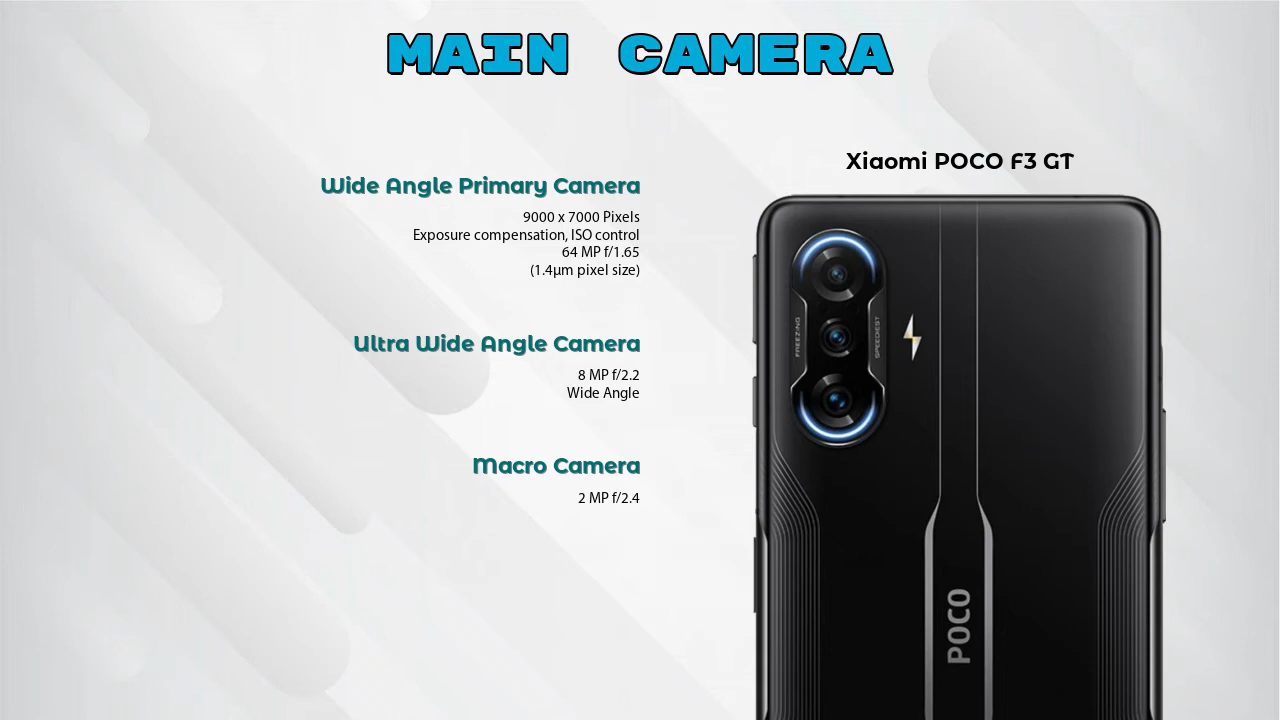 MAIN CAMERA
Xiaomi POCO F3 GT
Wide Angle Primary Camera
9000 x 7000 Pixels
Exposure compensation, ISO control
64 MP f/1.65
(1.4μm pixel size)
Ultra Wide Angle Camera
8 MP f/2.2
Wide Angle
Macro Camera
2 MP f/2.4
FREEZING
SPEEDIEST
POCO